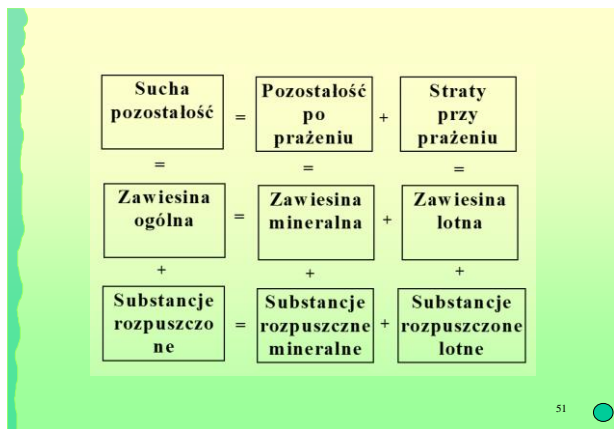 Sucha
pozostałość
=
Pozostałość
po
prażeniu
+
Straty
przy
prażeniu
=
=
=
Zawiesina
ogólna
=
Zawiesina
mineralna
+
Zawiesina
lotna
+
+
+
Substancje
rozpuszczo
ne
=
Substancje
rozpuszczne
mineralne
+
Substancje
rozpuszczone
lotne
51